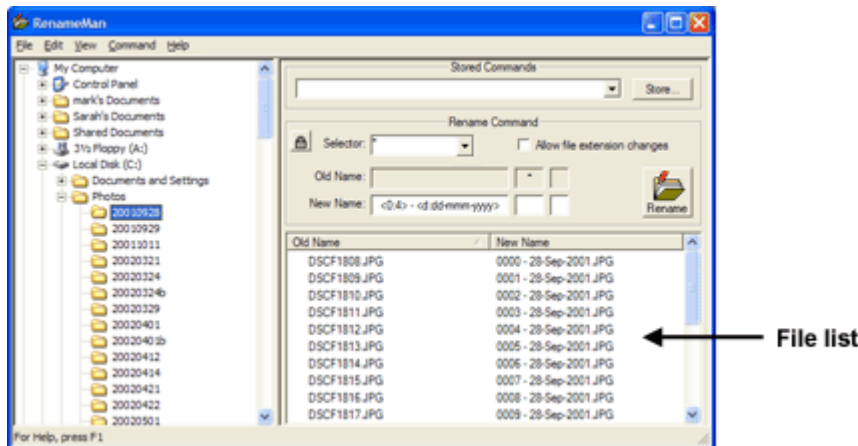 RenameMan
File Edit View Command Help
My Computer
Control Panel
mark's Documents
Sarah's Documents
Shared Documents
3½ Floppy (A:)
Local Disk (C:)
Documents and Settings
Photos
20010928
20010929
20011011
20020321
20020324
20020324b
20020329
20020401
20020401b
20020412
20020414
20020421
20020422
20020501
Stored Commands
Store...
Rename Command
Selector: *
Allow file extension changes
Old Name: *
New Name: <0:4> - <d:dd-mmm-yyyy>
Rename
Old Name New Name
DSCF1808.JPG 0000 - 28-Sep-2001.JPG
DSCF1809.JPG 0001 - 28-Sep-2001.JPG
DSCF1810.JPG 0002 - 28-Sep-2001.JPG
DSCF1811.JPG 0003 - 28-Sep-2001.JPG
DSCF1812.JPG 0004 - 28-Sep-2001.JPG
DSCF1813.JPG 0005 - 28-Sep-2001.JPG
DSCF1814.JPG 0006 - 28-Sep-2001.JPG
DSCF1815.JPG 0007 - 28-Sep-2001.JPG
DSCF1816.JPG 0008 - 28-Sep-2001.JPG
DSCF1817.JPG 0009 - 28-Sep-2001.JPG
File list
For Help, press F1